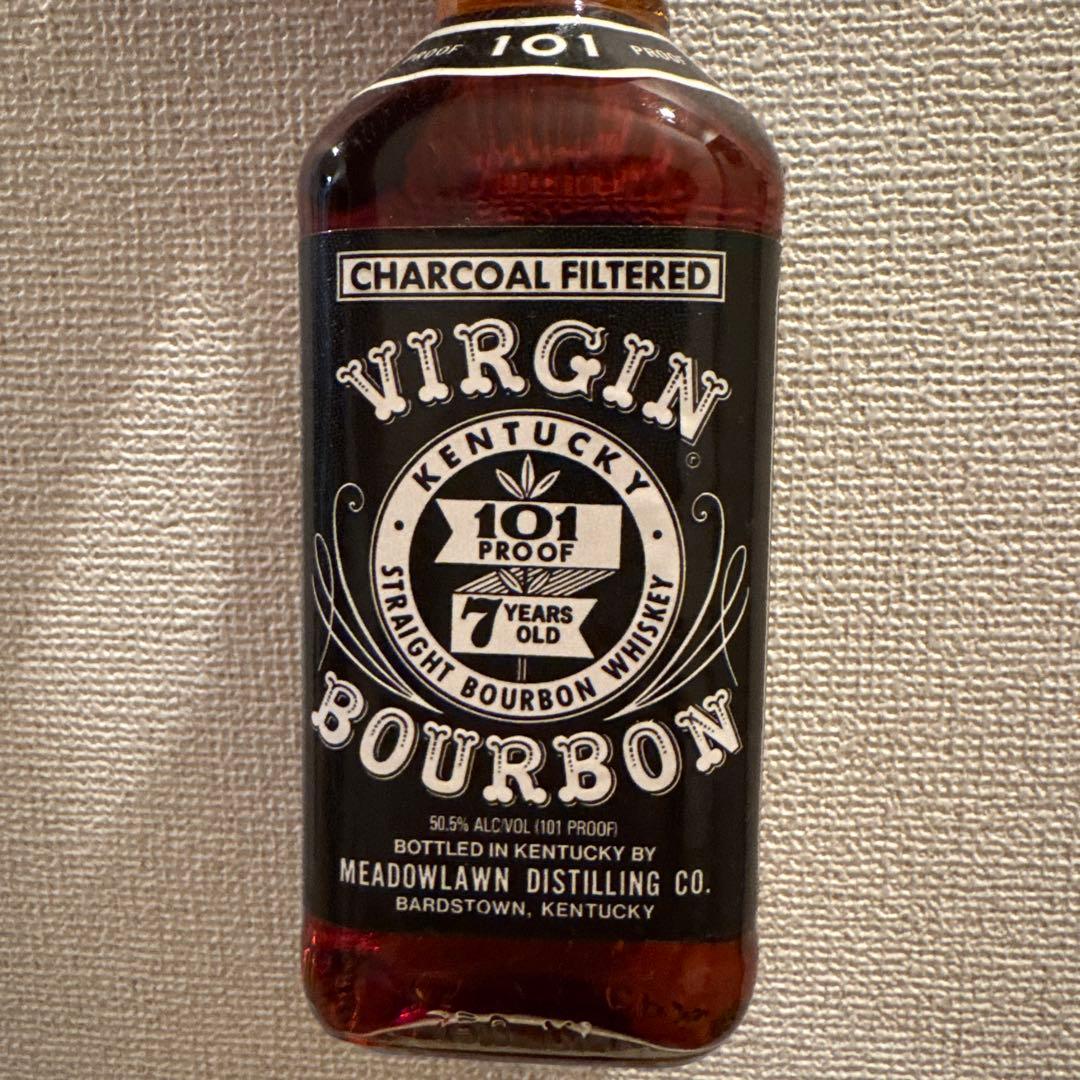 PROOF 101 PROOF
CHARCOAL FILTERED
VIRGIN
®
KENTUCKY
101
PROOF
7 YEARS
OLD
STRAIGHT BOURBON WHISKEY
BOURBON
50.5% ALC/VOL (101 PROOF)
BOTTLED IN KENTUCKY BY
MEADOWLAWN DISTILLING CO.
BARDSTOWN, KENTUCKY